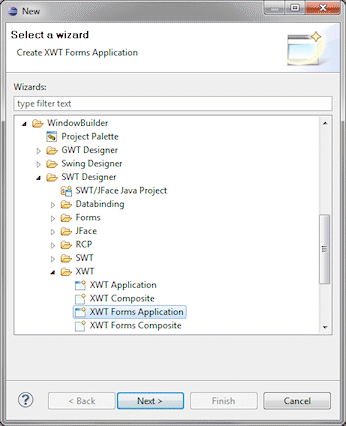 New
Select a wizard
Create XWT Forms Application
Wizards:
type filter text
WindowBuilder
Project Palette
GWT Designer
Swing Designer
SWT Designer
SWT/JFace Java Project
Databinding
Forms
JFace
RCP
SWT
XWT
XWT Application
XWT Composite
XWT Forms Application
XWT Forms Composite
? < Back Next > Finish Cancel